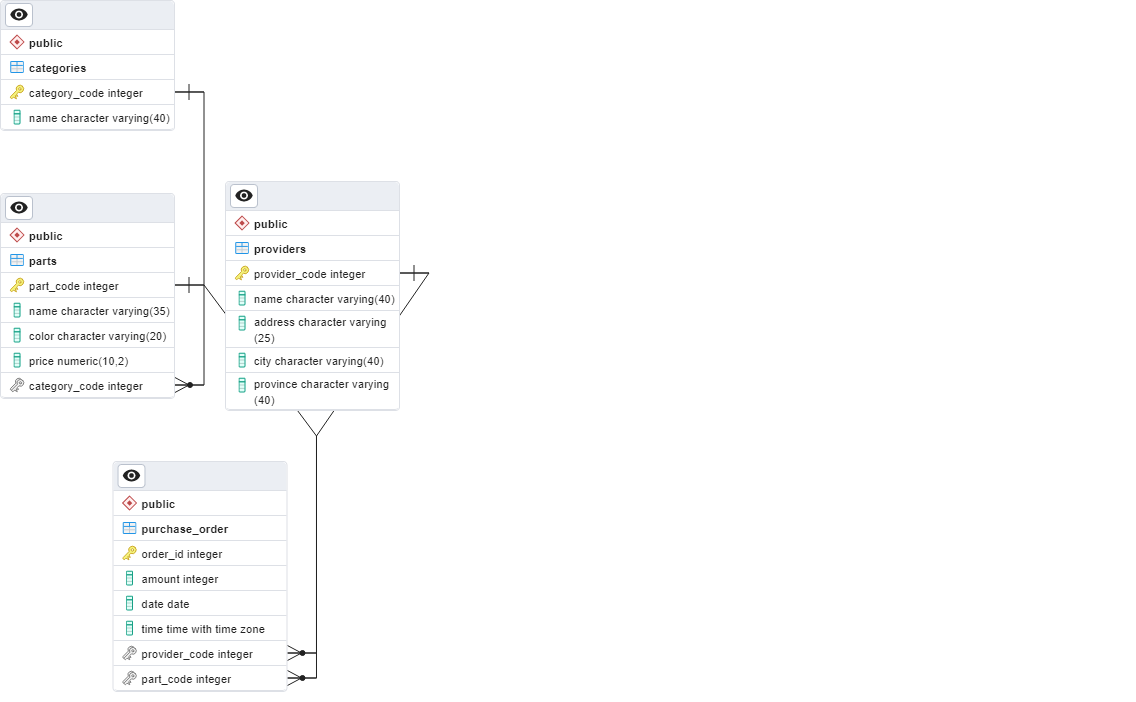 public
categories
category_code integer
name character varying(40)
public
parts
part_code integer
name character varying(35)
color character varying(20)
price numeric(10,2)
category_code integer
public
providers
provider_code integer
name character varying(40)
address character varying
(25)
city character varying(40)
province character varying
(40)
public
purchase_order
order_id integer
amount integer
date date
time time with time zone
provider_code integer
part_code integer